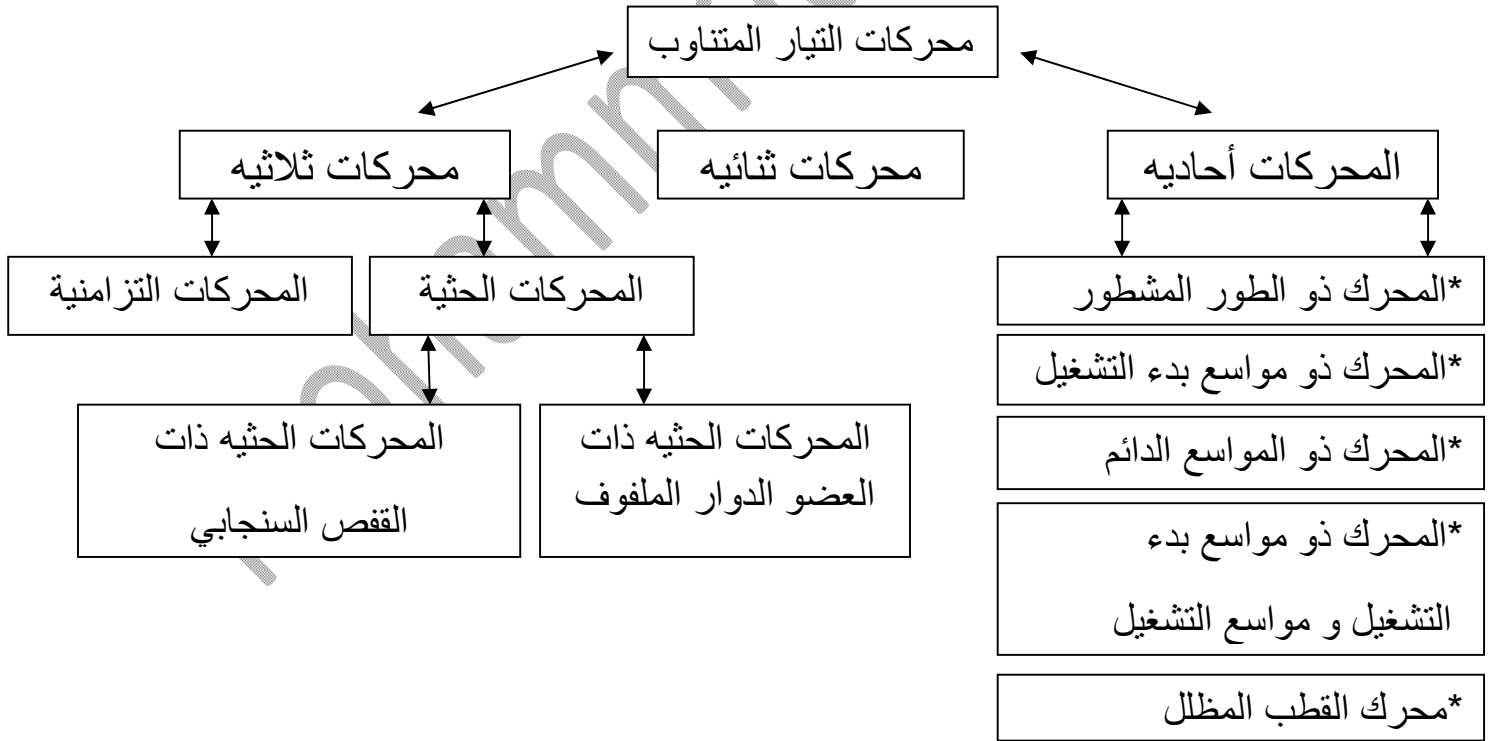 محركات التيار المتناوب
المحركات أحاديه
محركات ثنائيه
محركات ثلاثيه
*المحرك ذو الطور المشطور
المحركات الحثية
المحركات التزامنية
*المحرك ذو مواسع بدء التشغيل
*المحرك ذو المواسع الدائم
*المحرك ذو مواسع بدء
التشغيل و مواسع التشغيل
*محرك القطب المظلل
المحركات الحثيه ذات
العضو الدوار الملفوف
المحركات الحثيه ذات
القفص السنجابي